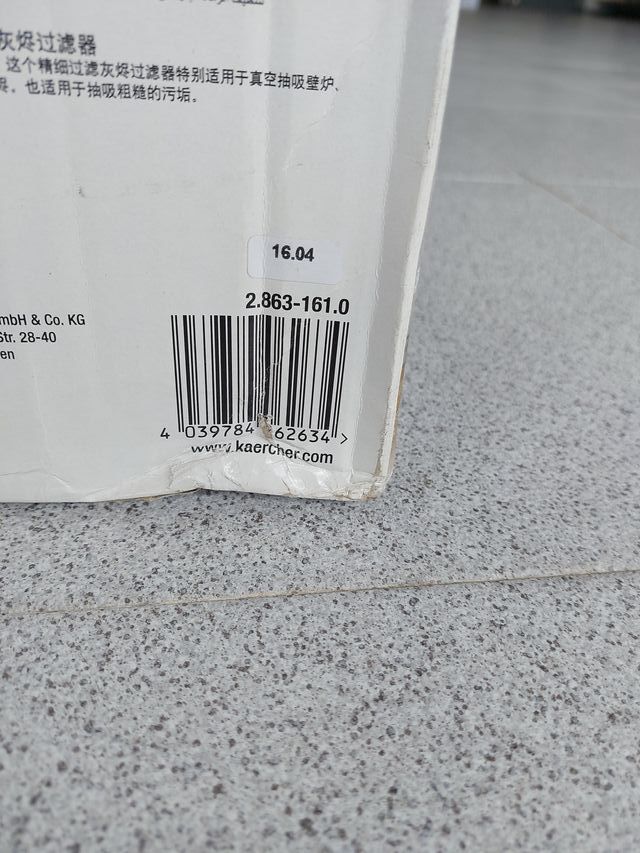 灰烬过滤器
这个精细过滤灰烬过滤器特别适用于真空抽吸壁炉、
也适用于抽吸粗糙的污垢。
16.04
2.863-161.0
mbH & Co. KG
Str. 28-40
en
4 039784 62634 >
www.kaercher.com